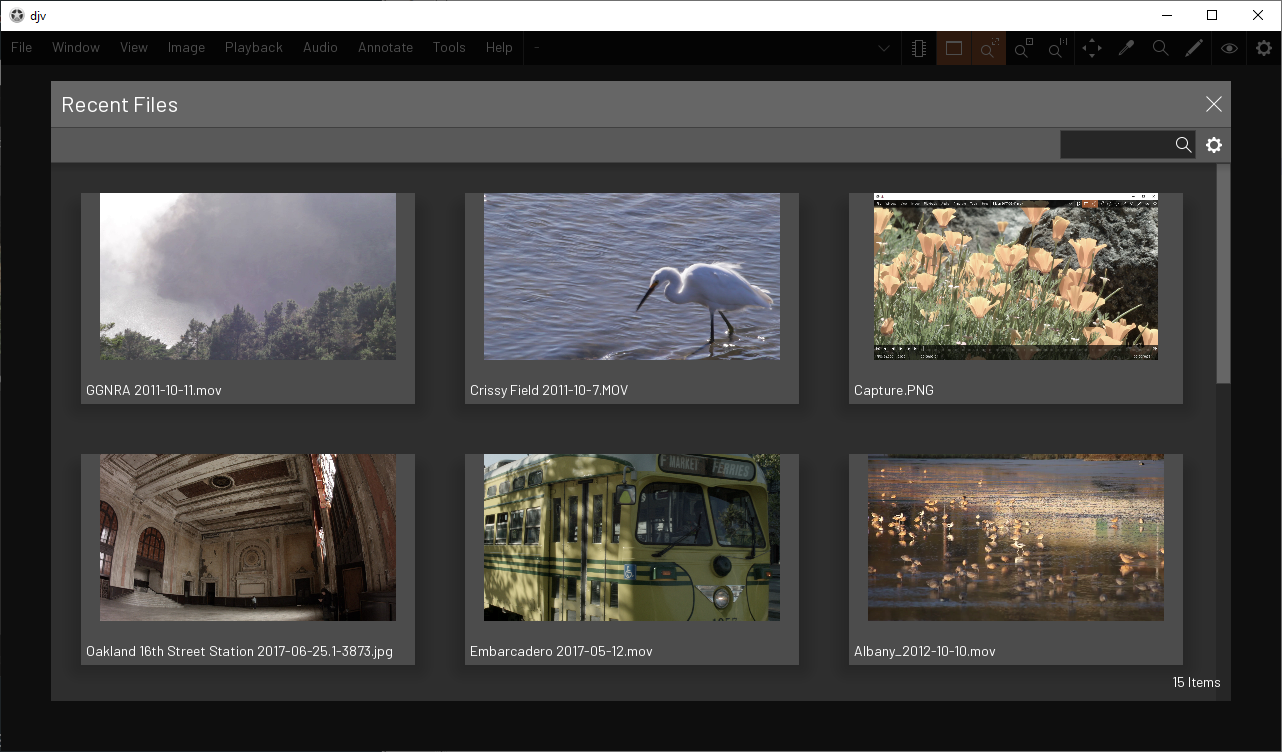 djv
File Window View Image Playback Audio Annotate Tools Help -
Recent Files
GGNRA 2011-10-11.mov
Crissy Field 2011-10-7.MOV
Capture.PNG
MARKET FERRIES
Oakland 16th Street Station 2017-06-25.1-3873.jpg
Embarcadero 2017-05-12.mov
Albany_2012-10-10.mov
15 Items